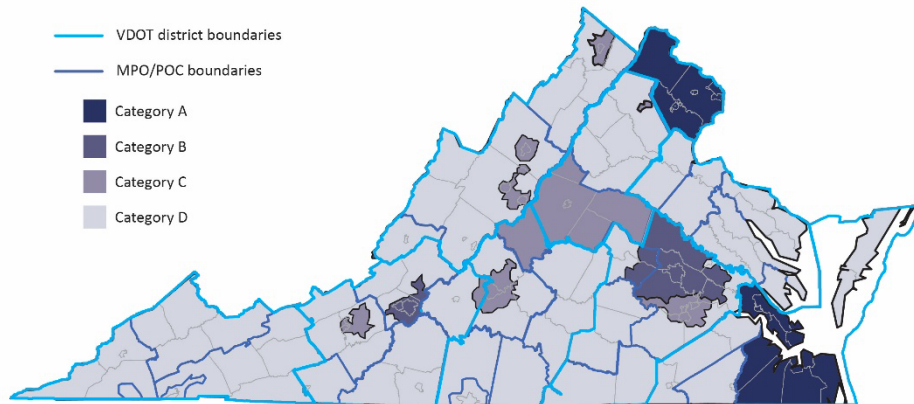 VDOT district boundaries
MPO/POC boundaries
Category A
Category B
Category C
Category D